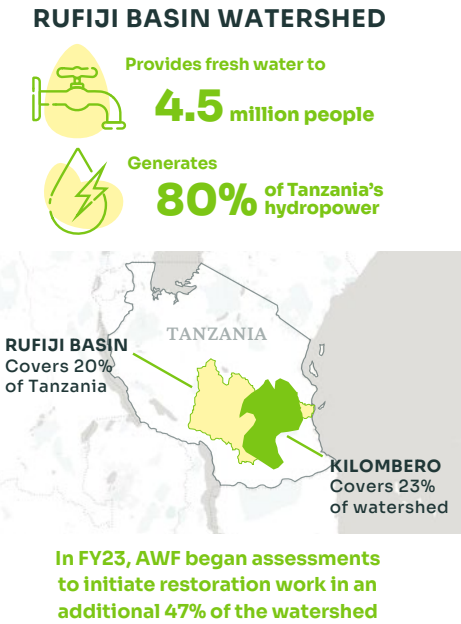 RUFIJI BASIN WATERSHED
Provides fresh water to
4.5 million people
Generates
80% of Tanzania's
hydropower
TANZANIA
RUFIJI BASIN
Covers 20%
of Tanzania
KILOMBERO
Covers 23%
of watershed
In FY23, AWF began assessments
to initiate restoration work in an
additional 47% of the watershed